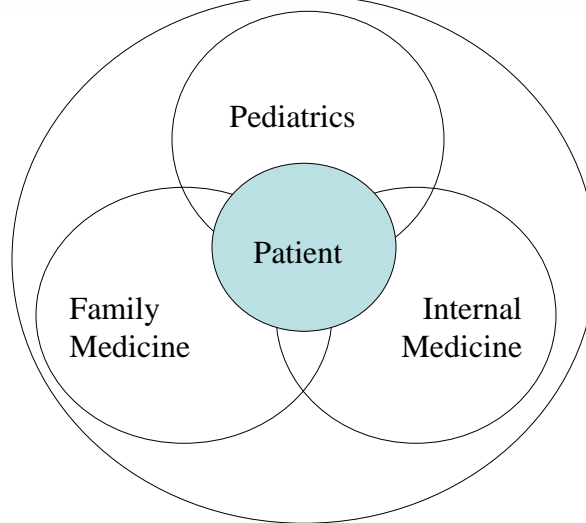 Pediatrics
Patient
Family
Medicine
Internal
Medicine